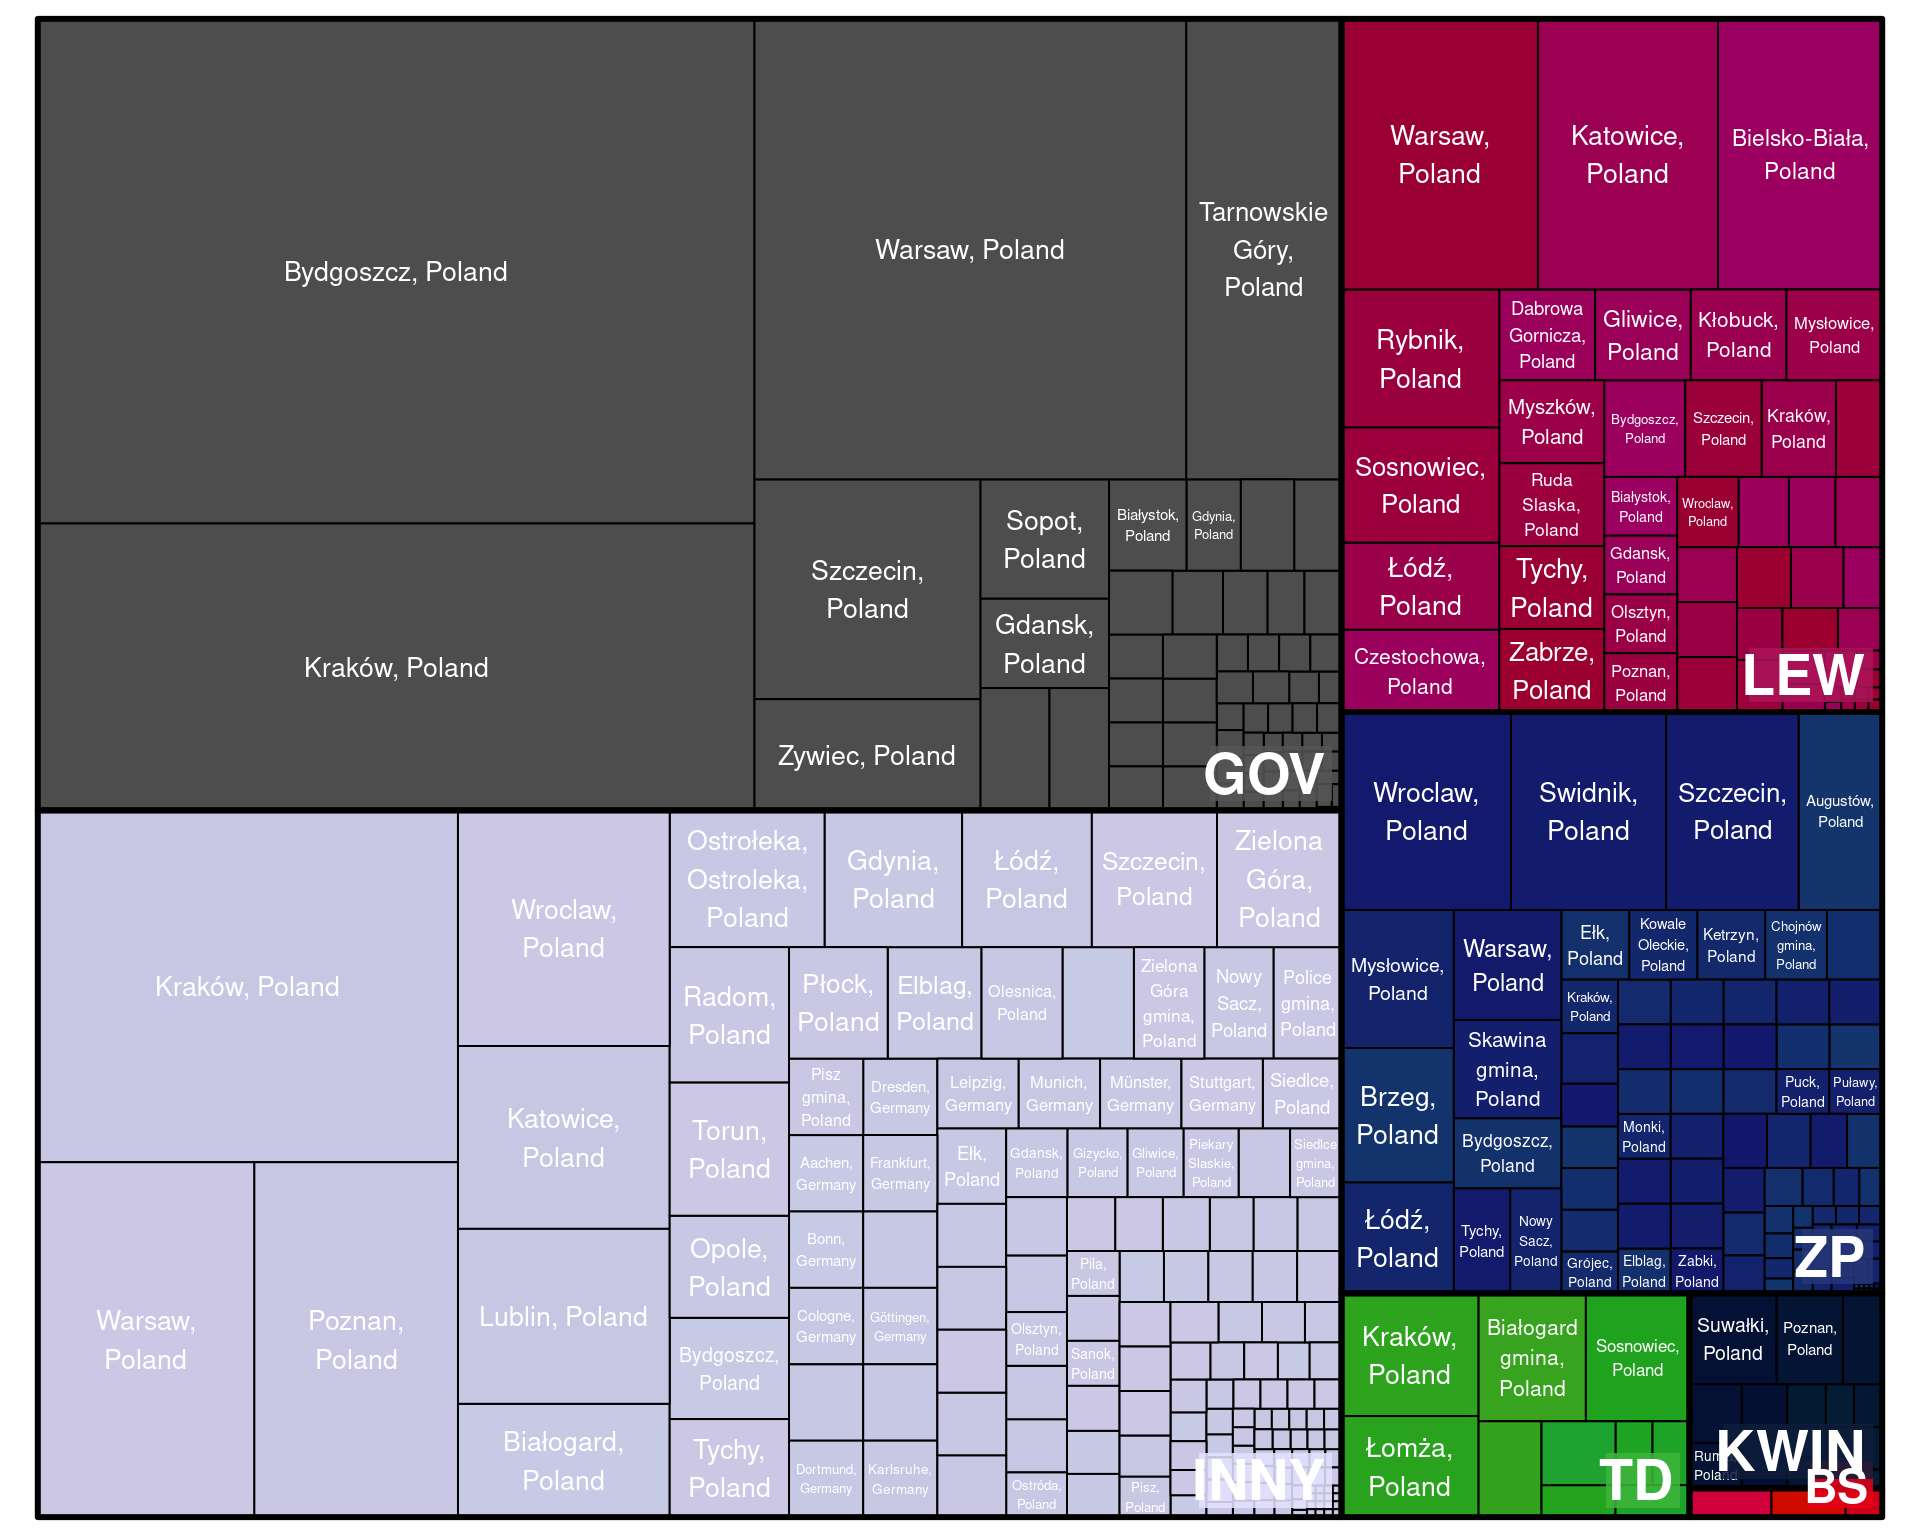 Bydgoszcz, Poland
Kraków, Poland
Warsaw, Poland
Tarnowskie
Góry,
Poland
Szczecin,
Poland
Zywiec, Poland
Sopot,
Poland
Gdansk,
Poland
Białystok,
Poland
Gdynia,
Poland
GOV
Warsaw,
Poland
Katowice,
Poland
Bielsko-Biała,
Poland
Rybnik,
Poland
Sosnowiec,
Poland
Łódź,
Poland
Czestochowa,
Poland
Dabrowa
Gornicza,
Poland
Gliwice,
Poland
Kłobuck,
Poland
Mysłowice,
Poland
Myszków,
Poland
Ruda
Slaska,
Poland
Tychy,
Poland
Zabrze,
Poland
Bydgoszcz,
Poland
Szczecin,
Poland
Kraków,
Poland
Białystok,
Poland
Wroclaw,
Poland
Gdansk,
Poland
Olsztyn,
Poland
Poznan,
Poland
LEW
Kraków, Poland
Warsaw,
Poland
Poznan,
Poland
Wroclaw,
Poland
Katowice,
Poland
Lublin, Poland
Białogard,
Poland
Ostrołeka,
Ostroleka,
Poland
Gdynia,
Poland
Łódź,
Poland
Szczecin,
Poland
Zielona
Góra,
Poland
Radom,
Poland
Torun,
Poland
Opole,
Poland
Bydgoszcz,
Poland
Tychy,
Poland
Płock,
Poland
Elblag,
Poland
Olesnica,
Poland
Zielona
Góra
gmina,
Poland
Nowy
Sacz,
Poland
Police
gmina,
Poland
Pisz
gmina,
Poland
Dresden,
Germany
Aachen,
Germany
Frankfurt,
Germany
Bonn,
Germany
Cologne,
Germany
Göttingen,
Germany
Dortmund,
Germany
Karlsruhe,
Germany
Leipzig,
Germany
Munich,
Germany
Münster,
Germany
Stuttgart,
Germany
Siedlce,
Poland
Ełk,
Poland
Gdansk,
Poland
Gizycko,
Poland
Gliwice,
Poland
Piekary
Slaskie,
Poland
Siedlce
gmina,
Poland
Piła,
Poland
Olsztyn,
Poland
Sanok,
Poland
Ostróda,
Poland
Pisz,
Poland
INNY
Wroclaw,
Poland
Swidnik,
Poland
Szczecin,
Poland
Augustów,
Poland
Mysłowice,
Poland
Brzeg,
Poland
Łódź,
Poland
Warsaw,
Poland
Skawina
gmina,
Poland
Bydgoszcz,
Poland
Tychy,
Poland
Nowy
Sacz,
Poland
Ełk,
Poland
Kowale
Oleckie,
Poland
Ketrzyn,
Poland
Chojnów
gmina,
Poland
Kraków,
Poland
Puck,
Poland
Puławy,
Poland
Monki,
Poland
Grójec,
Poland
Elblag,
Poland
Zabki,
Poland
ZP
Kraków,
Poland
Łomża,
Poland
Białogard
gmina,
Poland
Sosnowiec,
Poland
TD
Suwałki,
Poland
Poznan,
Poland
Poland
KWIN
BS